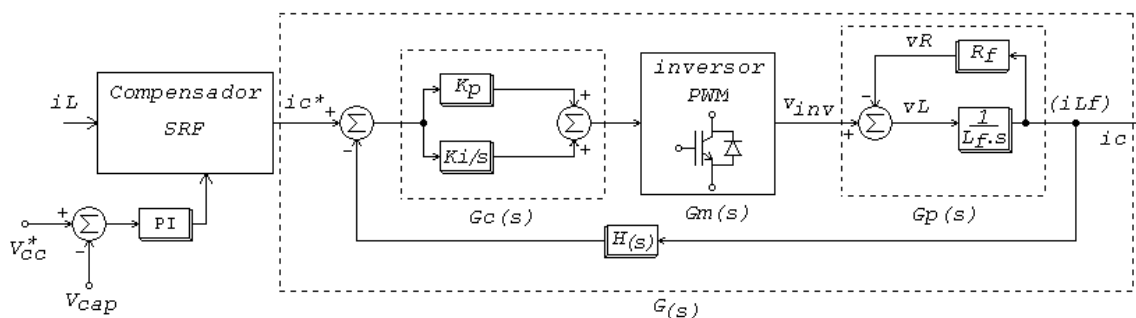 iL
Compensador
SRF
ic*
+
-
Σ
Kp
Ki/s
+
+
Σ
Gc(s)
inversor
PWM
Gm(s)
vinv
+
-
Σ
vR
Rf
vL
1
Lf.s
Gp(s)
(iLf)
ic
H(s)
G(s)
V*cc
+
-
Σ
PI
Vcap